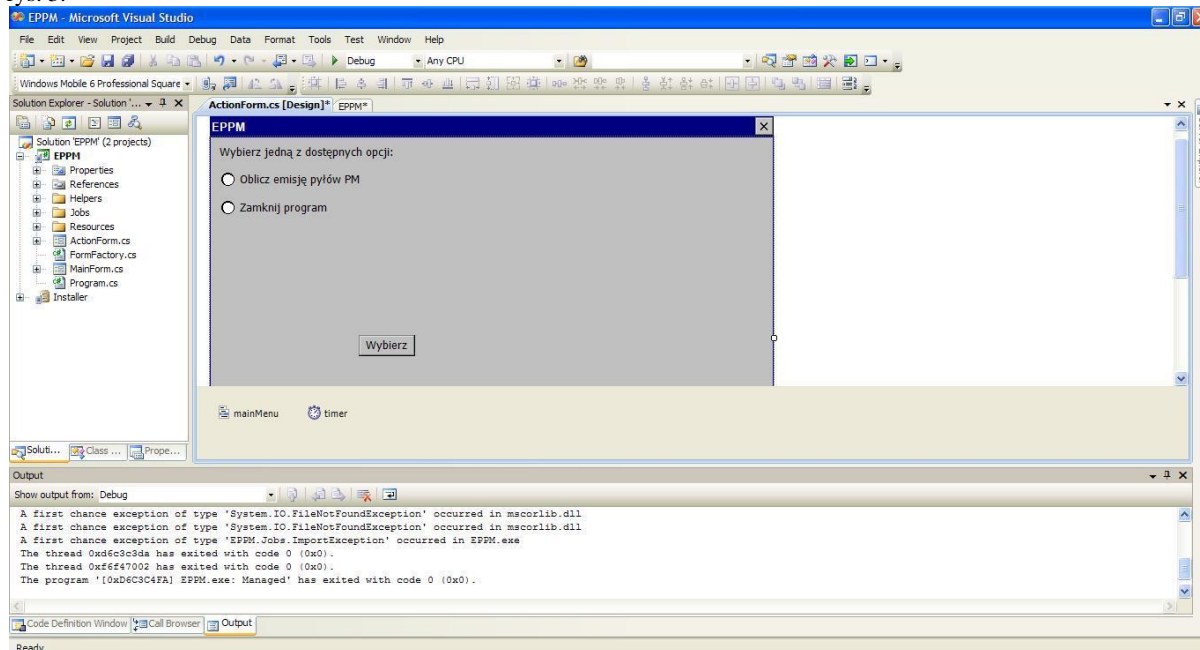 EPPM - Microsoft Visual Studio
File Edit View Project Build Debug Data Format Tools Test Window Help
Debug Any CPU
Windows Mobile 6 Professional Square
Solution Explorer - Solution '...
ActionForm.cs [Design]* EPPM*
Solution 'EPPM' (2 projects)
EPPM
Properties
References
Helpers
Jobs
Resources
ActionForm.cs
FormFactory.cs
MainForm.cs
Program.cs
Installer
EPPM
Wybierz jedną z dostępnych opcji:
Oblicz emisję pyłów PM
Zamknij program
Wybierz
mainMenu timer
Soluti... Class ... Prope...
Output
Show output from: Debug
A first chance exception of type 'System.IO.FileNotFoundException' occurred in mscorlib.dll
A first chance exception of type 'System.IO.FileNotFoundException' occurred in mscorlib.dll
A first chance exception of type 'EPPM.Jobs.ImportException' occurred in EPPM.exe
The thread 0xd6c3c3da has exited with code 0 (0x0).
The thread 0xf6f47002 has exited with code 0 (0x0).
The program '[0xD6C3C4FA] EPPM.exe: Managed' has exited with code 0 (0x0).
Code Definition Window Call Browser Output
Ready